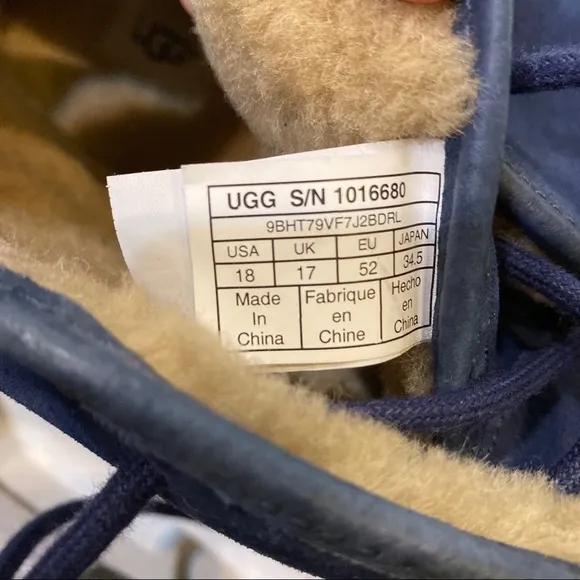 UGG
UGG S/N 1016680
9BHT79VF7J2BDRL
USA UK EU JAPAN
18 17 52 34.5
Made Fabrique Hecho
In en en
China Chine China